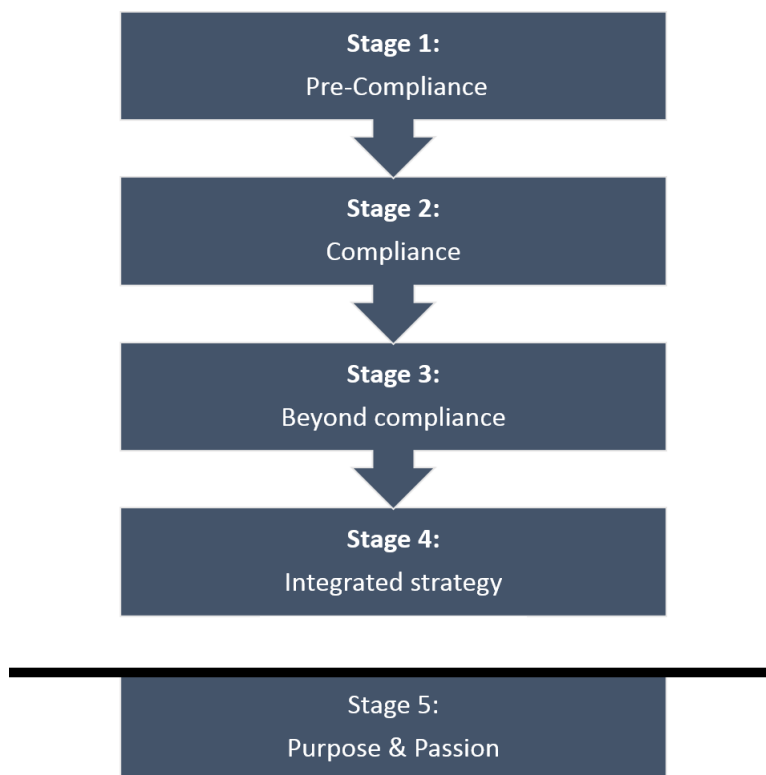 Stage 1:
Pre-Compliance
Stage 2:
Compliance
Stage 3:
Beyond compliance
Stage 4:
Integrated strategy
Stage 5:
Purpose & Passion